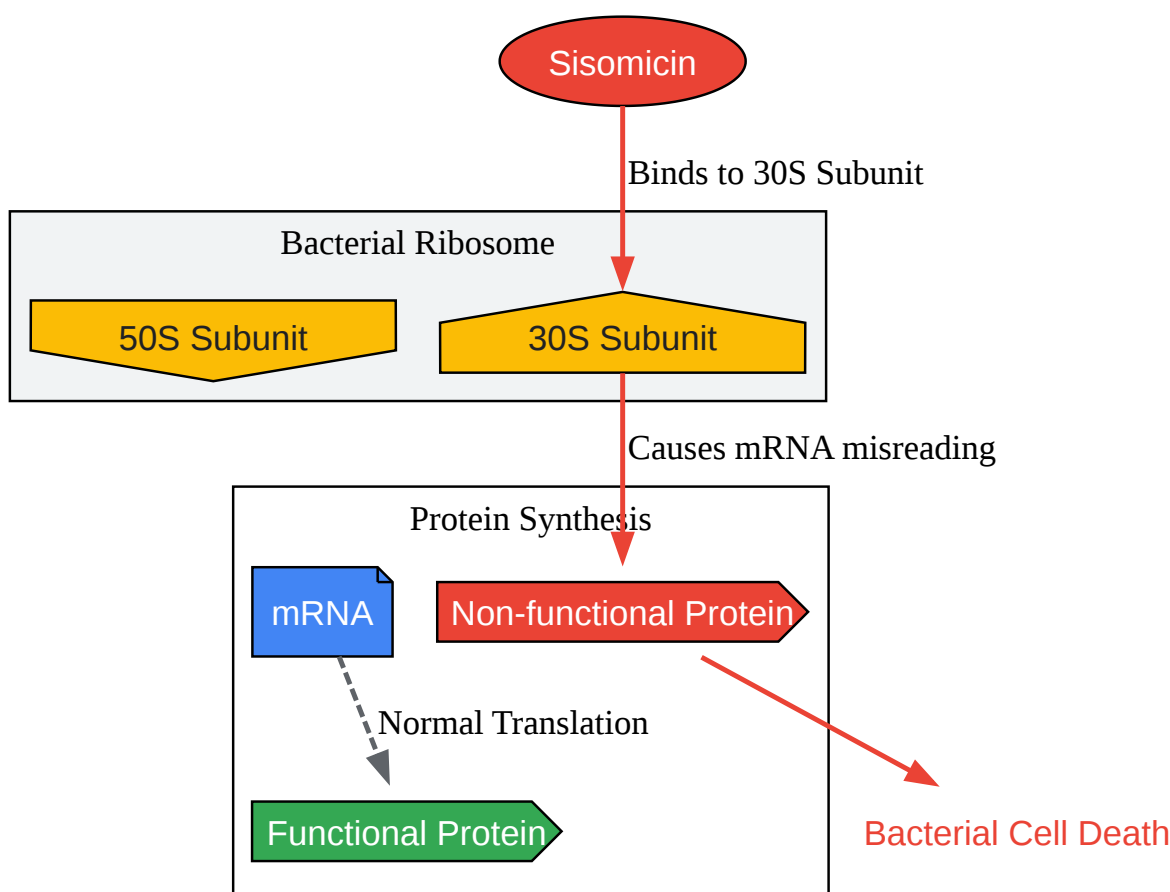 Sisomicin
Binds to 30S Subunit
Bacterial Ribosome
50S Subunit
30S Subunit
Causes mRNA misreading
Protein Synthesis
mRNA
Non-functional Protein
Normal Translation
Functional Protein
Bacterial Cell Death